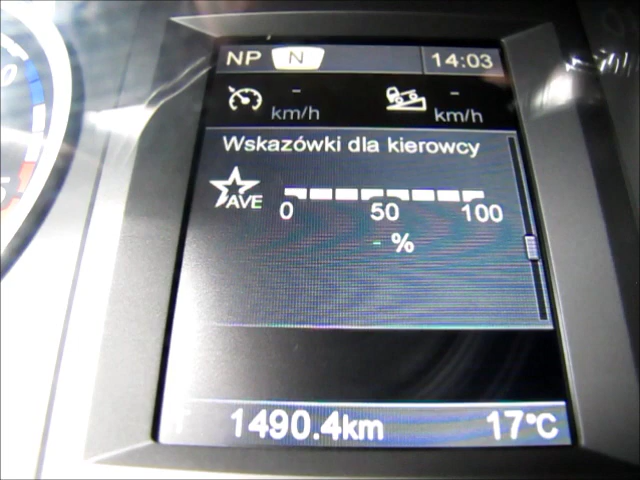 NP N 14:03
- -
km/h km/h
Wskazówki dla kierowcy
AVE
0 50 100
- %
T 1490.4km 17°C